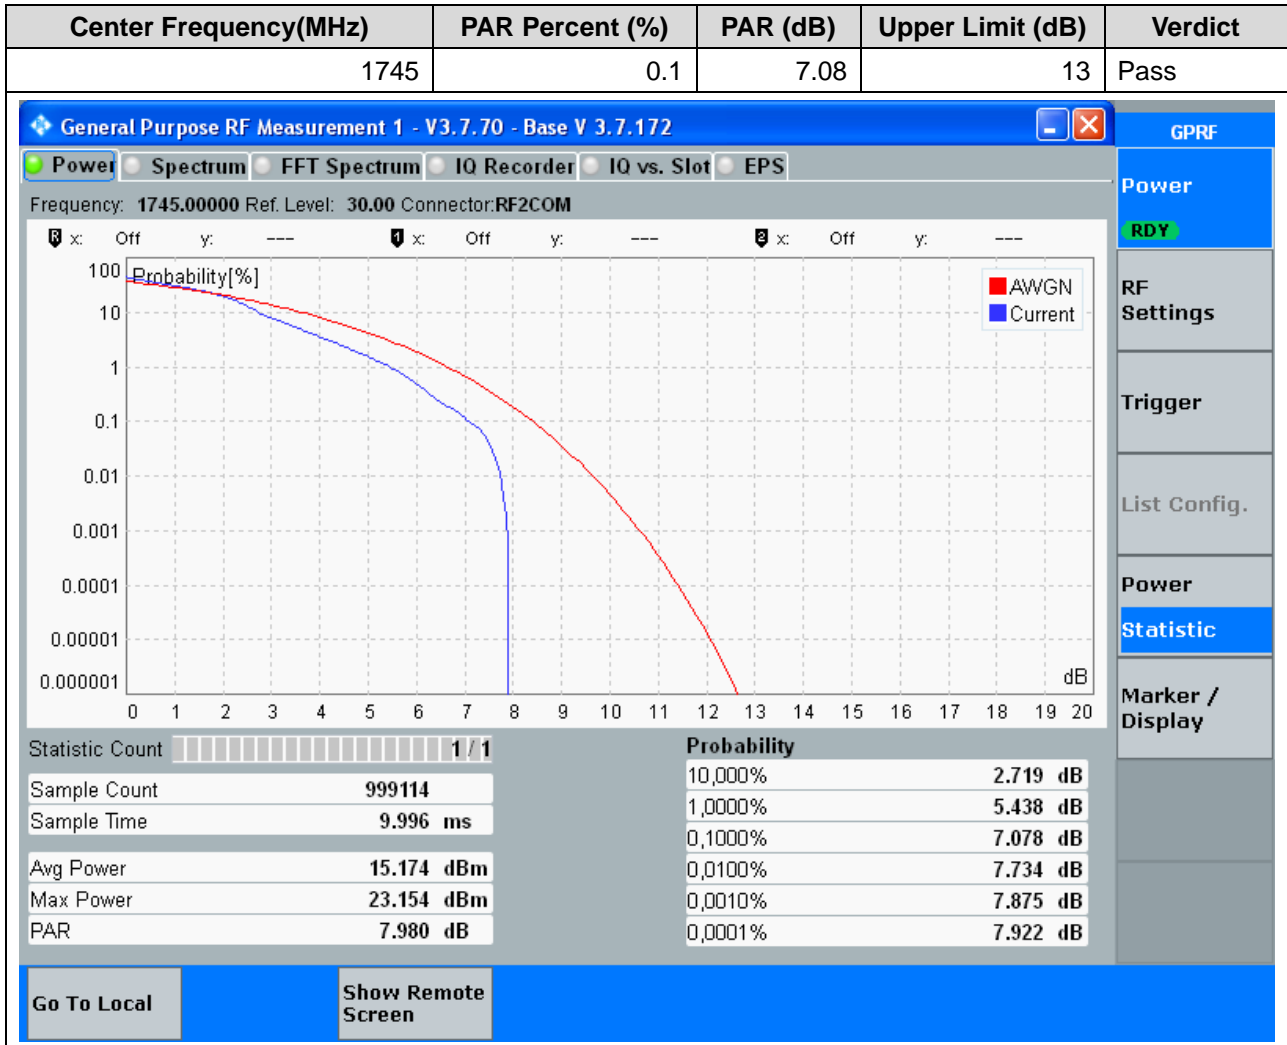 Center Frequency(MHz) PAR Percent (%) PAR (dB) Upper Limit (dB) Verdict
1745 0.1 7.08 13 Pass
General Purpose RF Measurement 1 - V3.7.70 - Base V 3.7.172
GPRF
Power Spectrum FFT Spectrum IQ Recorder IQ vs. Slot EPS
Power
RDY
Frequency: 1745.00000 Ref. Level: 30.00 Connector:RF2COM
R x: Off y: --- 1 x: Off y: --- 2 x: Off y: ---
Probability[%]
AWGN
Current
100
10
1
0.1
0.01
0.001
0.0001
0.00001
0.000001
dB
0 1 2 3 4 5 6 7 8 9 10 11 12 13 14 15 16 17 18 19 20
RF
Settings
Trigger
List Config.
Power
Statistic
Marker /
Display
Statistic Count 1 / 1
Sample Count 999114
Sample Time 9.996 ms
Avg Power 15.174 dBm
Max Power 23.154 dBm
PAR 7.980 dB
Probability
10,000% 2.719 dB
1,0000% 5.438 dB
0,1000% 7.078 dB
0,0100% 7.734 dB
0,0010% 7.875 dB
0,0001% 7.922 dB
Go To Local
Show Remote
Screen